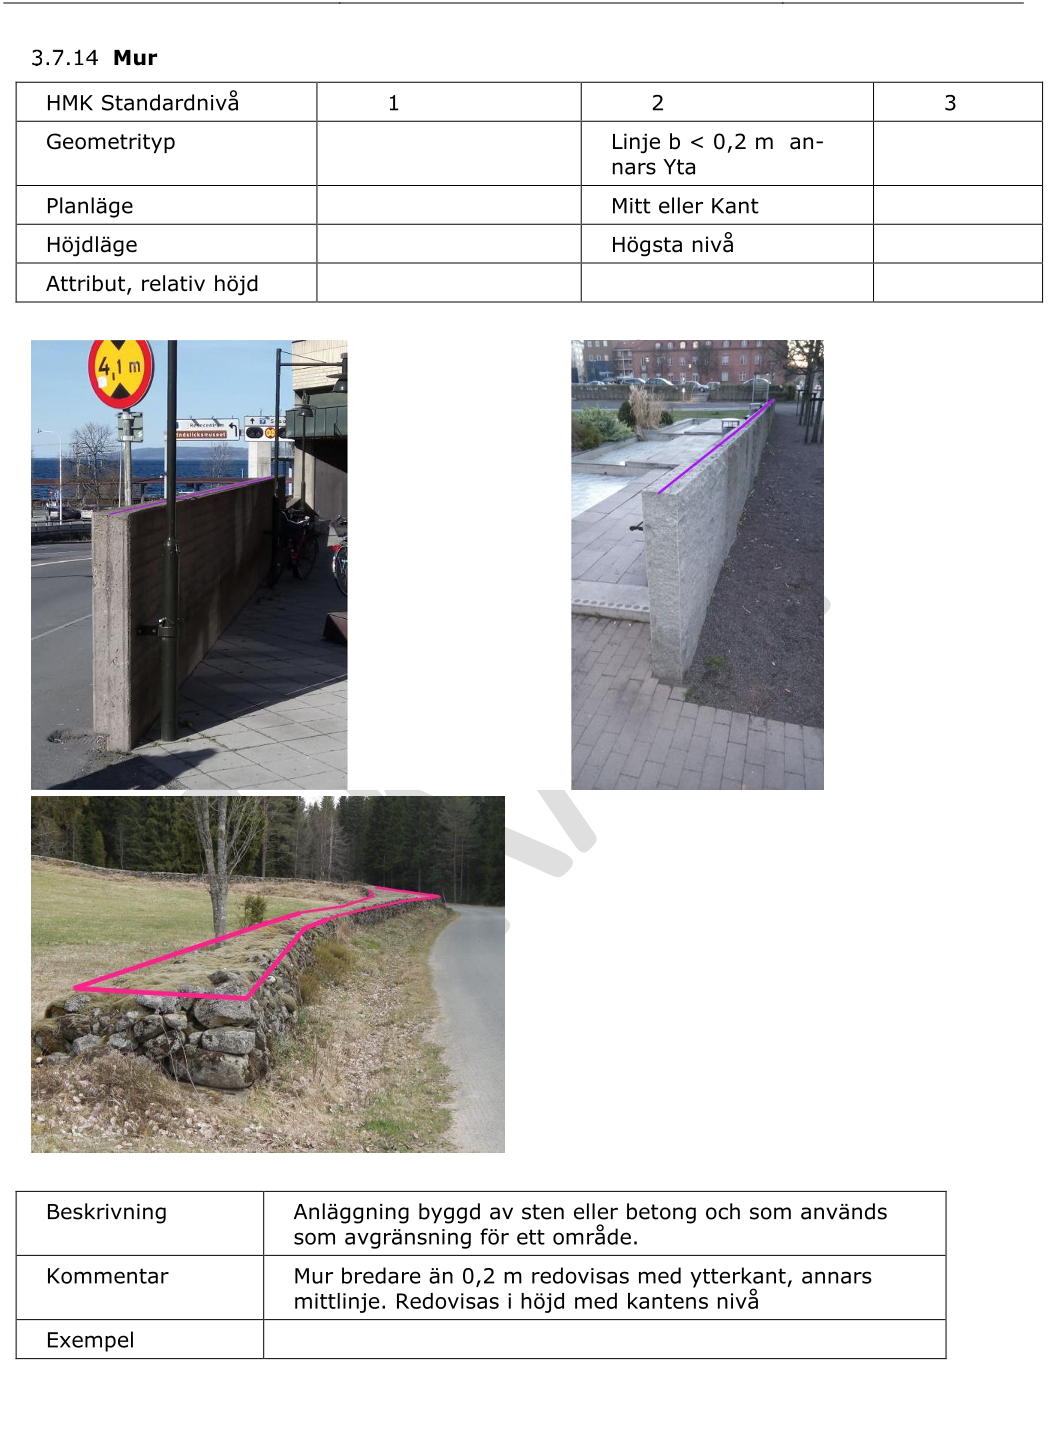 3.7.14 Mur
HMK Standardnivå 1 2 3
Geometrityp Linje b < 0,2 m an-
nars Yta
Planläge Mitt eller Kant
Höjdläge Högsta nivå
Attribut, relativ höjd
4,1 m
Resecentrum
Beskrivning Anläggning byggd av sten eller betong och som används
som avgränsning för ett område.
Kommentar Mur bredare än 0,2 m redovisas med ytterkant, annars
mittlinje. Redovisas i höjd med kantens nivå
Exempel